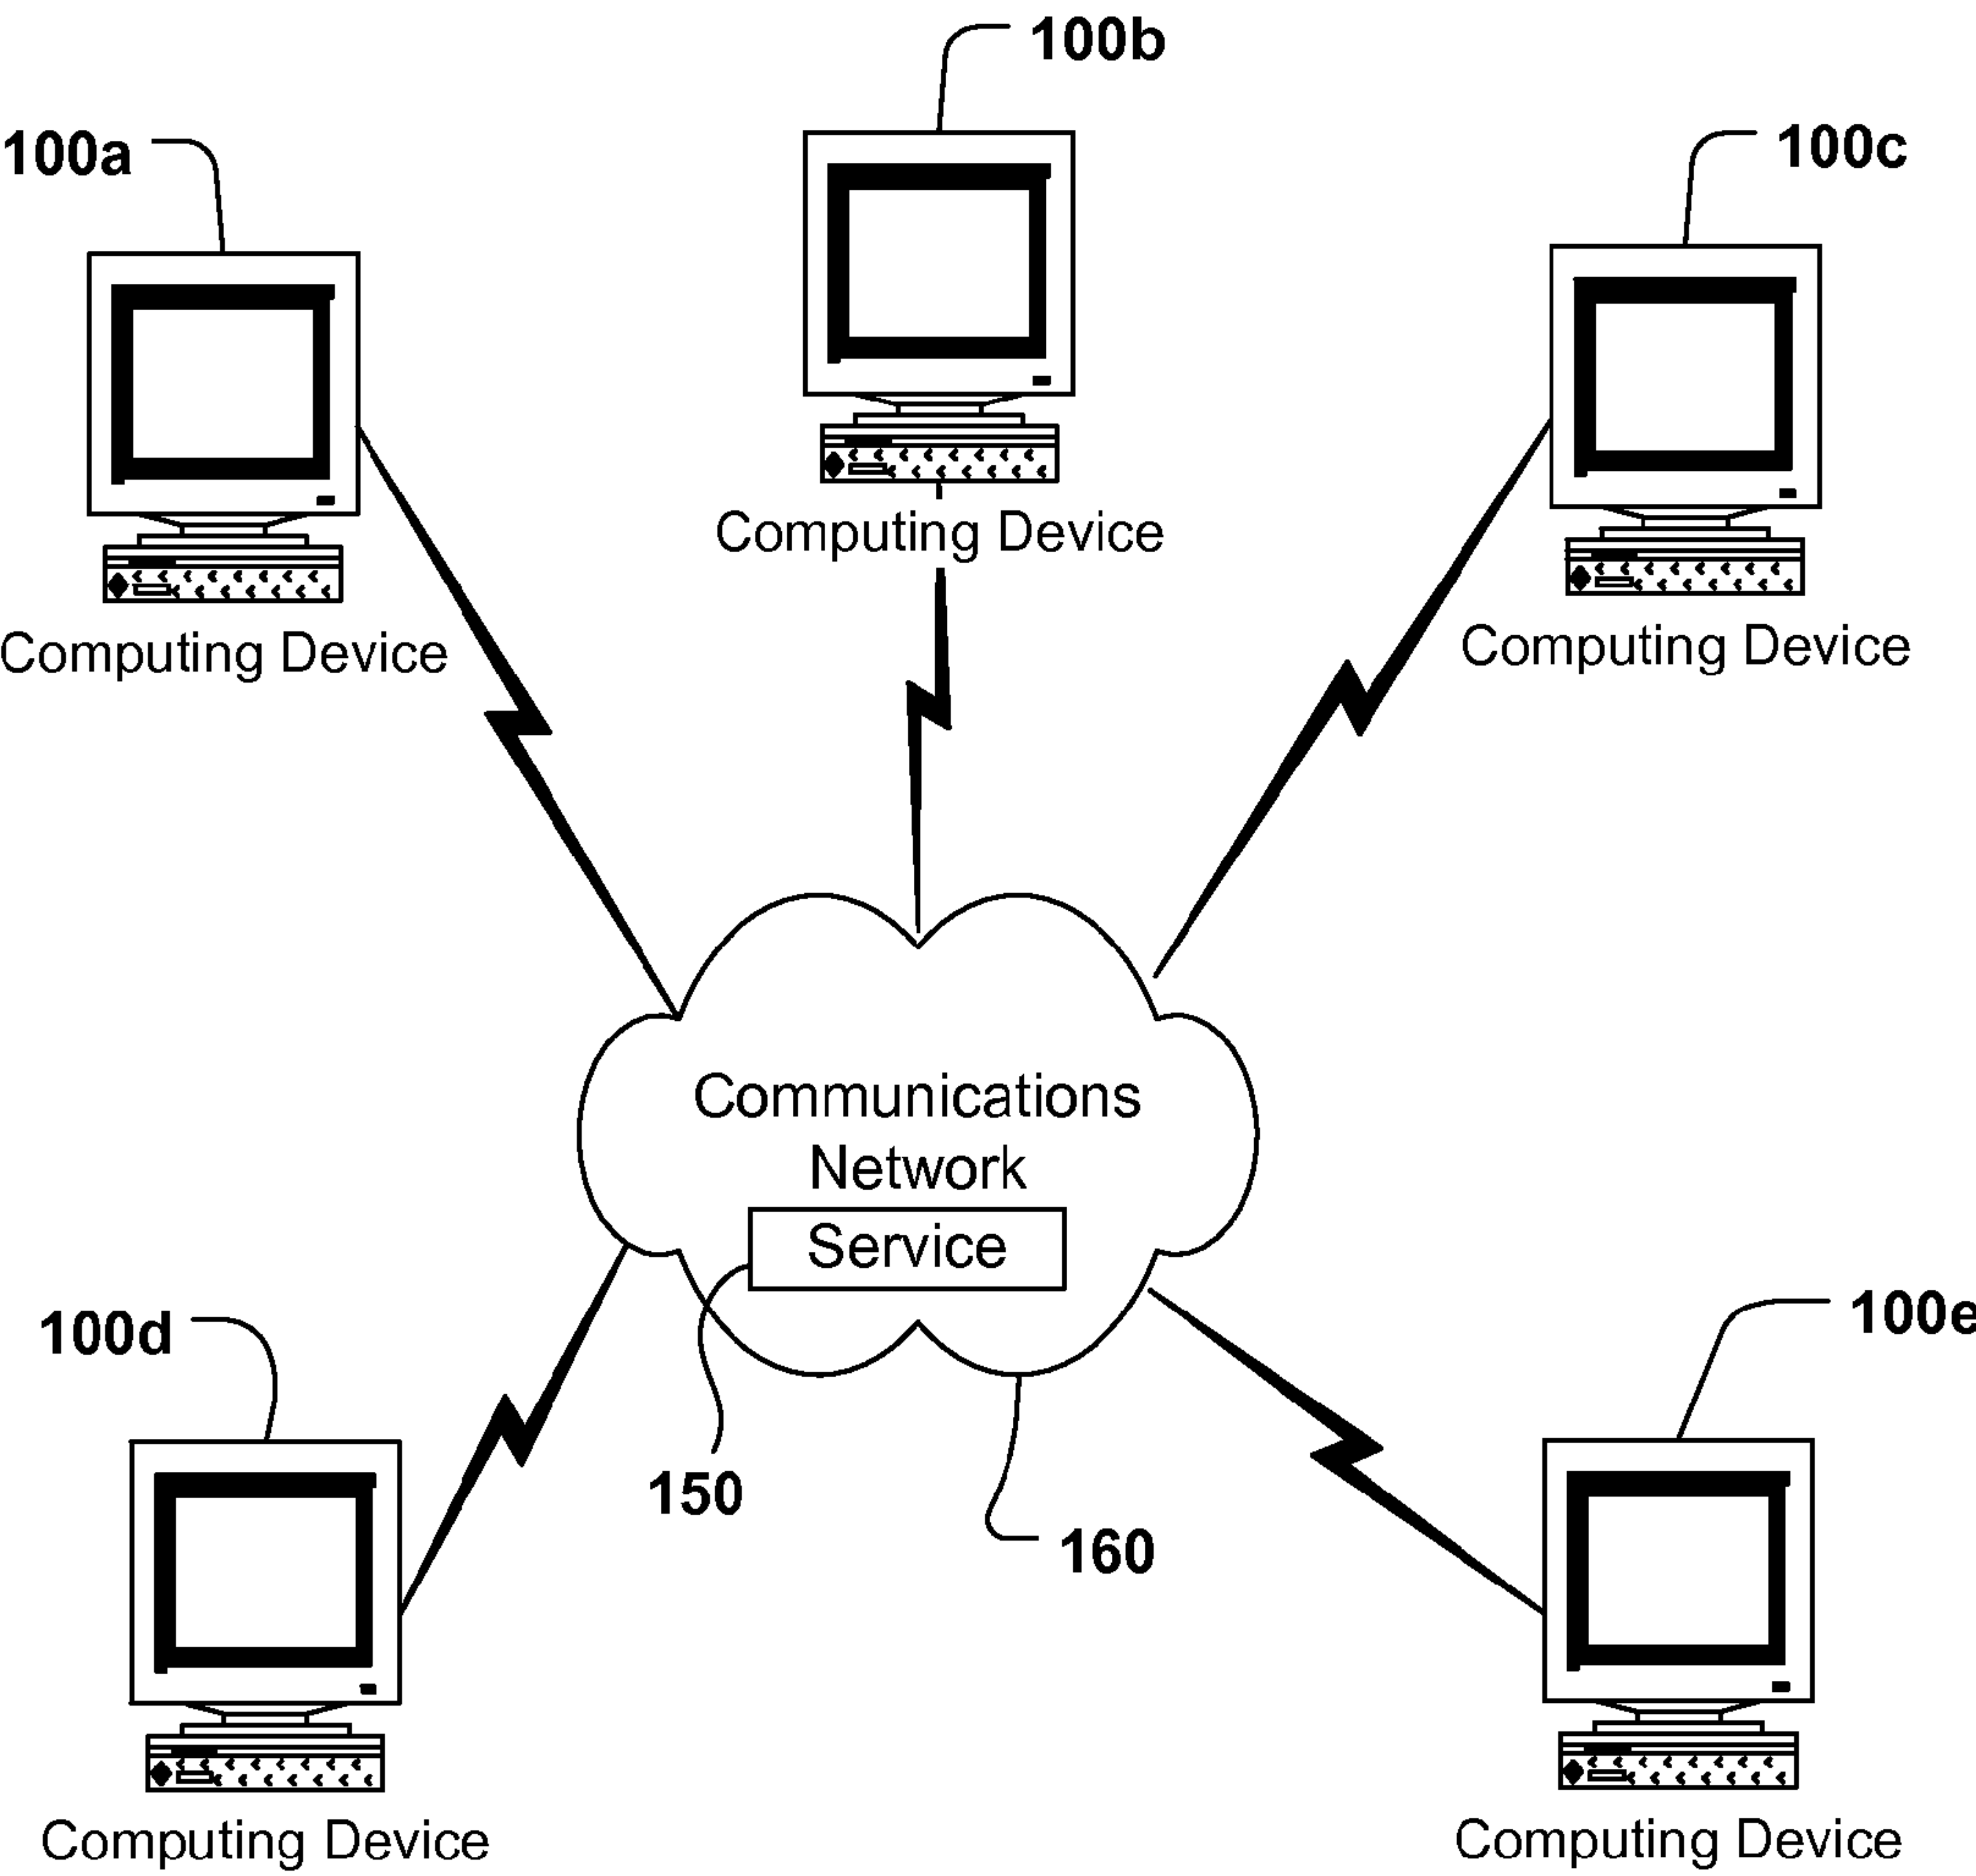 100b
100a
100c
Computing Device
Computing Device
Computing Device
Communications
Network
Service
100d
100e
150
160
Computing Device
Computing Device